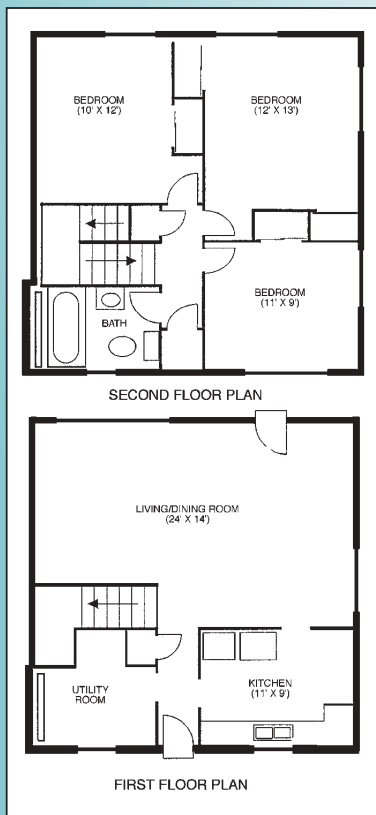 BEDROOM
(10' X 12')
BEDROOM
(12' X 13')
BEDROOM
(11' X 9')
BATH
SECOND FLOOR PLAN
LIVING/DINING ROOM
(24' X 14')
KITCHEN
(11' X 9')
UTILITY
ROOM
FIRST FLOOR PLAN